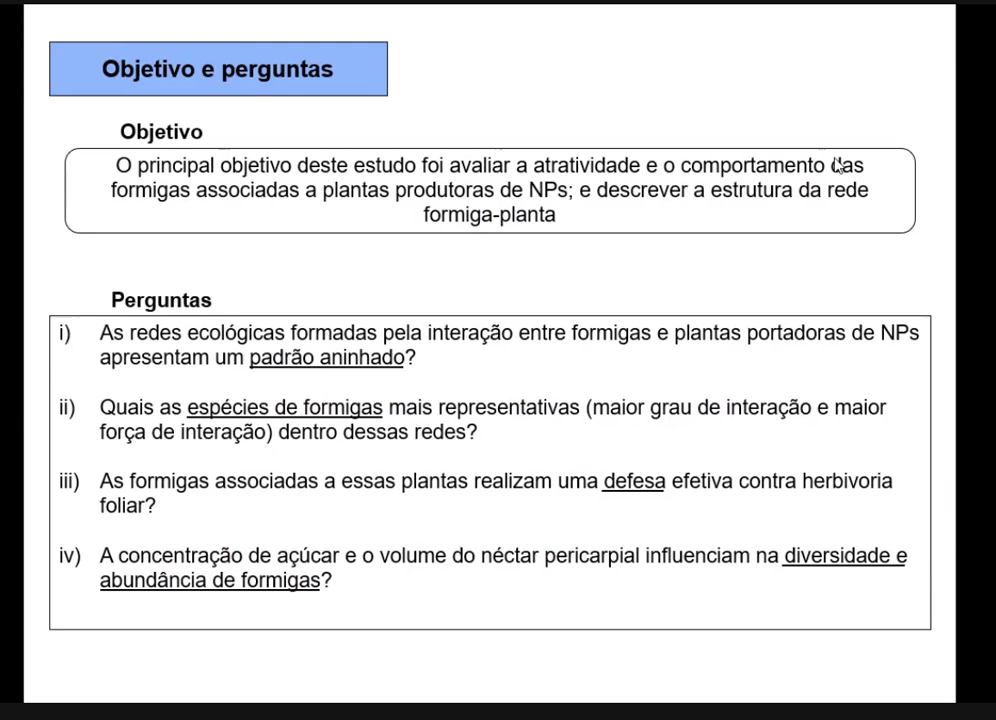 Objetivo e perguntas
Objetivo
O principal objetivo deste estudo foi avaliar a atratividade e o comportamento das
formigas associadas a plantas produtoras de NPs; e descrever a estrutura da rede
formiga-planta
Perguntas
i) As redes ecológicas formadas pela interação entre formigas e plantas portadoras de NPs
apresentam um padrão aninhado?
ii) Quais as espécies de formigas mais representativas (maior grau de interação e maior
força de interação) dentro dessas redes?
iii) As formigas associadas a essas plantas realizam uma defesa efetiva contra herbivoria
foliar?
iv) A concentração de açúcar e o volume do néctar pericarpial influenciam na diversidade e
abundância de formigas?